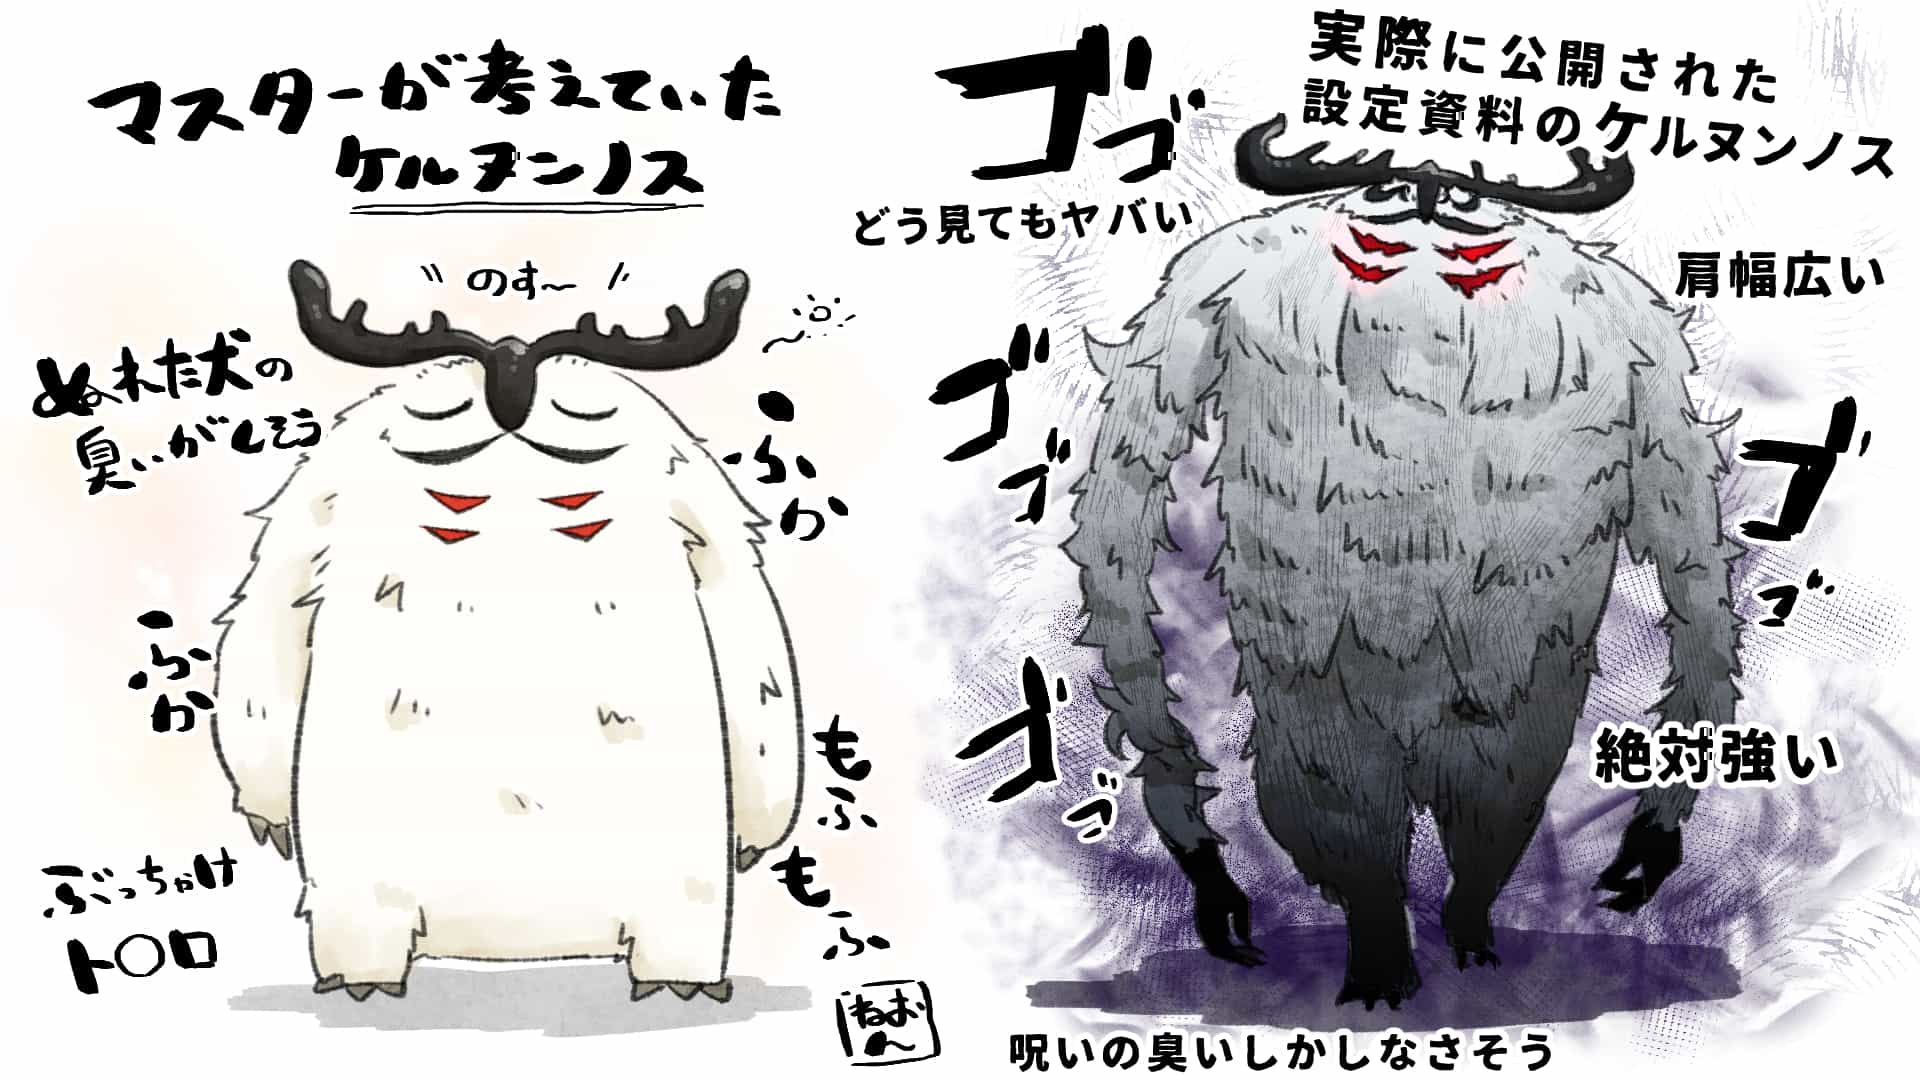 マスターが考えていた
ケルヌンノス
のす～
ぬれた犬の
臭いがしそう
ふか
ふか
もふ
もふ
ぶっちゃけ
ト〇ロ
実際に公開された
設定資料のケルヌンノス
ゴゴ
どう見てもヤバい
肩幅広い
ゴゴ
ゴゴ
ゴゴ
絶対強い
呪いの臭いしかしなさそう